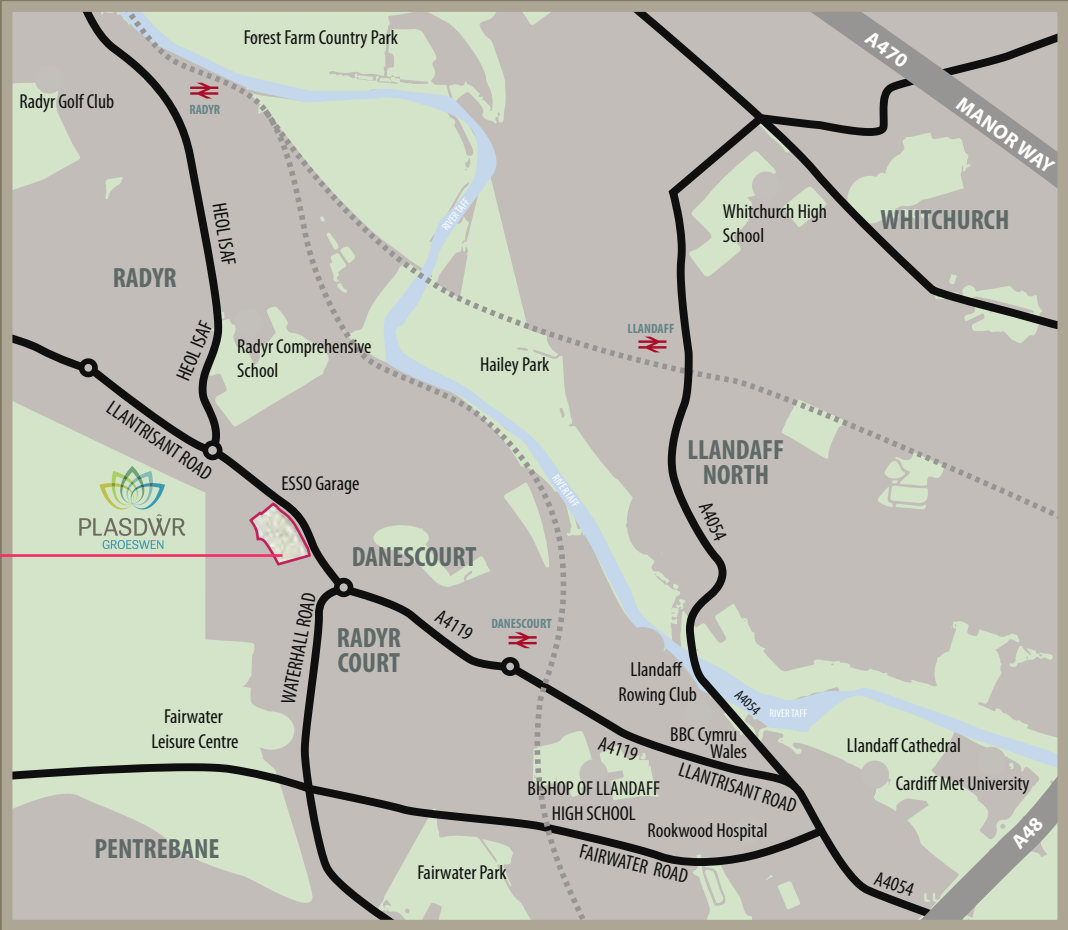 Forest Farm Country Park
A470
MANOR WAY
Radyr Golf Club
RADYR
HEOL ISAF
RIVER TAFF
Whitchurch High
School
WHITCHURCH
RADYR
HEOL ISAF
Radyr Comprehensive
School
LLANDAFF
Hailey Park
LLANTRISANT ROAD
LLANDAFF
NORTH
ESSO Garage
RIVER TAFF
PLASDŴR
GROESWEN
A4054
DANESCOURT
WATERHALL ROAD
RADYR
COURT
A4119
DANESCOURT
Llandaff
Rowing Club
A4054
RIVER TAFF
Fairwater
Leisure Centre
A4119
BBC Cymru
Wales
LLANTRISANT ROAD
Llandaff Cathedral
Cardiff Met University
BISHOP OF LLANDAFF
HIGH SCHOOL
Rookwood Hospital
A48
PENTREBANE
FAIRWATER ROAD
Fairwater Park
A4054